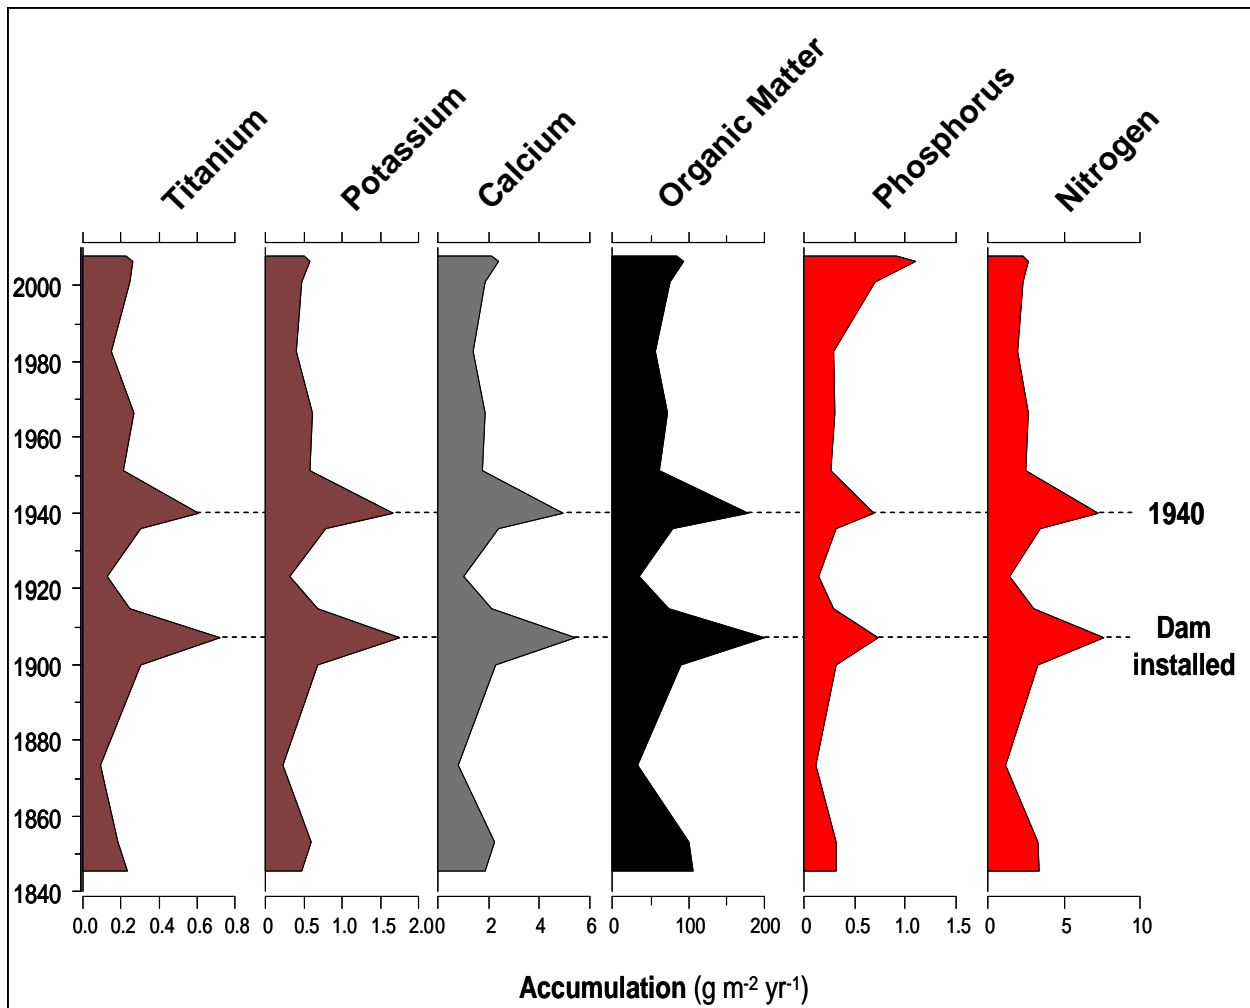 Titanium
Potassium
Calcium
Organic Matter
Phosphorus
Nitrogen
2000
1980
1960
1940
1920
1900
1880
1860
1840
1940
Dam
installed
0.0 0.2 0.4 0.6 0.8
0 0.5 1.0 1.5 2.0
0 2 4 6
0 100 200
0 0.5 1.0 1.5
0 5 10
Accumulation (g m-2 yr-1)